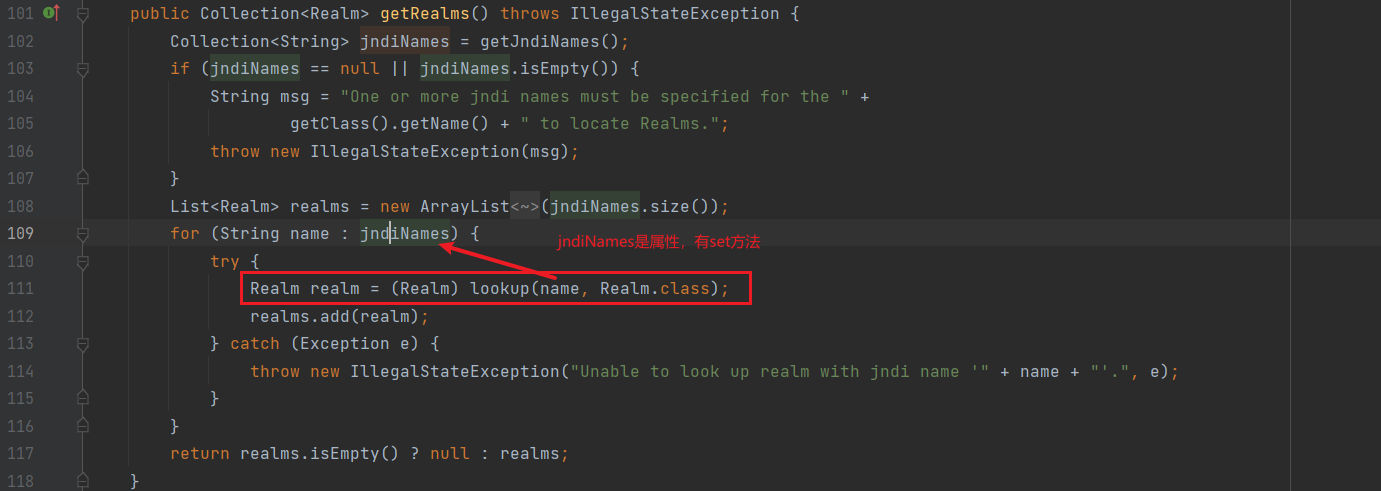 101 public Collection<Realm> getRealms() throws IllegalStateException {
102 Collection<String> jndiNames = getJndiNames();
103 if (jndiNames == null || jndiNames.isEmpty()) {
104 String msg = "One or more jndi names must be specified for the " +
105 getClass().getName() + " to locate Realms.";
106 throw new IllegalStateException(msg);
107 }
108 List<Realm> realms = new ArrayList<~>(jndiNames.size());
109 for (String name : jndiNames) {
jndiNames是属性，有set方法
110 try {
111 Realm realm = (Realm) lookup(name, Realm.class);
112 realms.add(realm);
113 } catch (Exception e) {
114 throw new IllegalStateException("Unable to look up realm with jndi name '" + name + "'.", e);
115 }
116 }
117 return realms.isEmpty() ? null : realms;
118 }